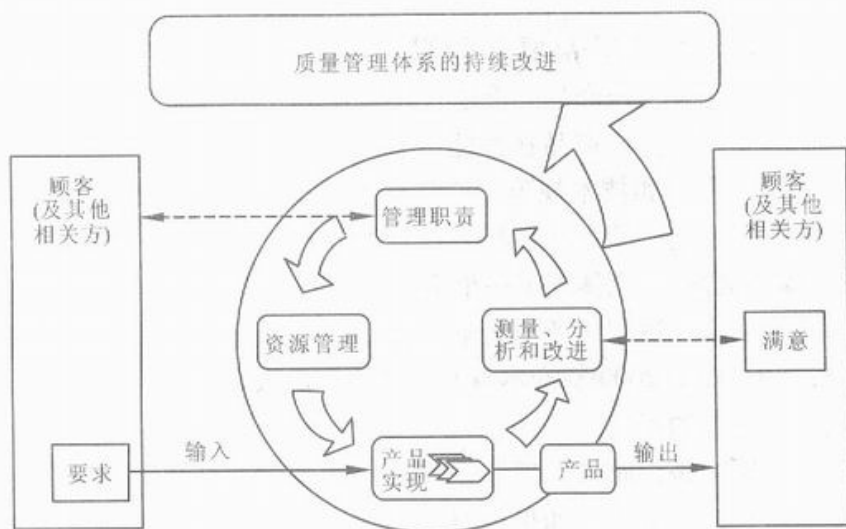 质量管理体系的持续改进
顾客
(及其他
相关方)
管理职责
顾客
(及其他
相关方)
资源管理
测量、分
析和改进
满意
要求
输入
产品
实现
产品
输出